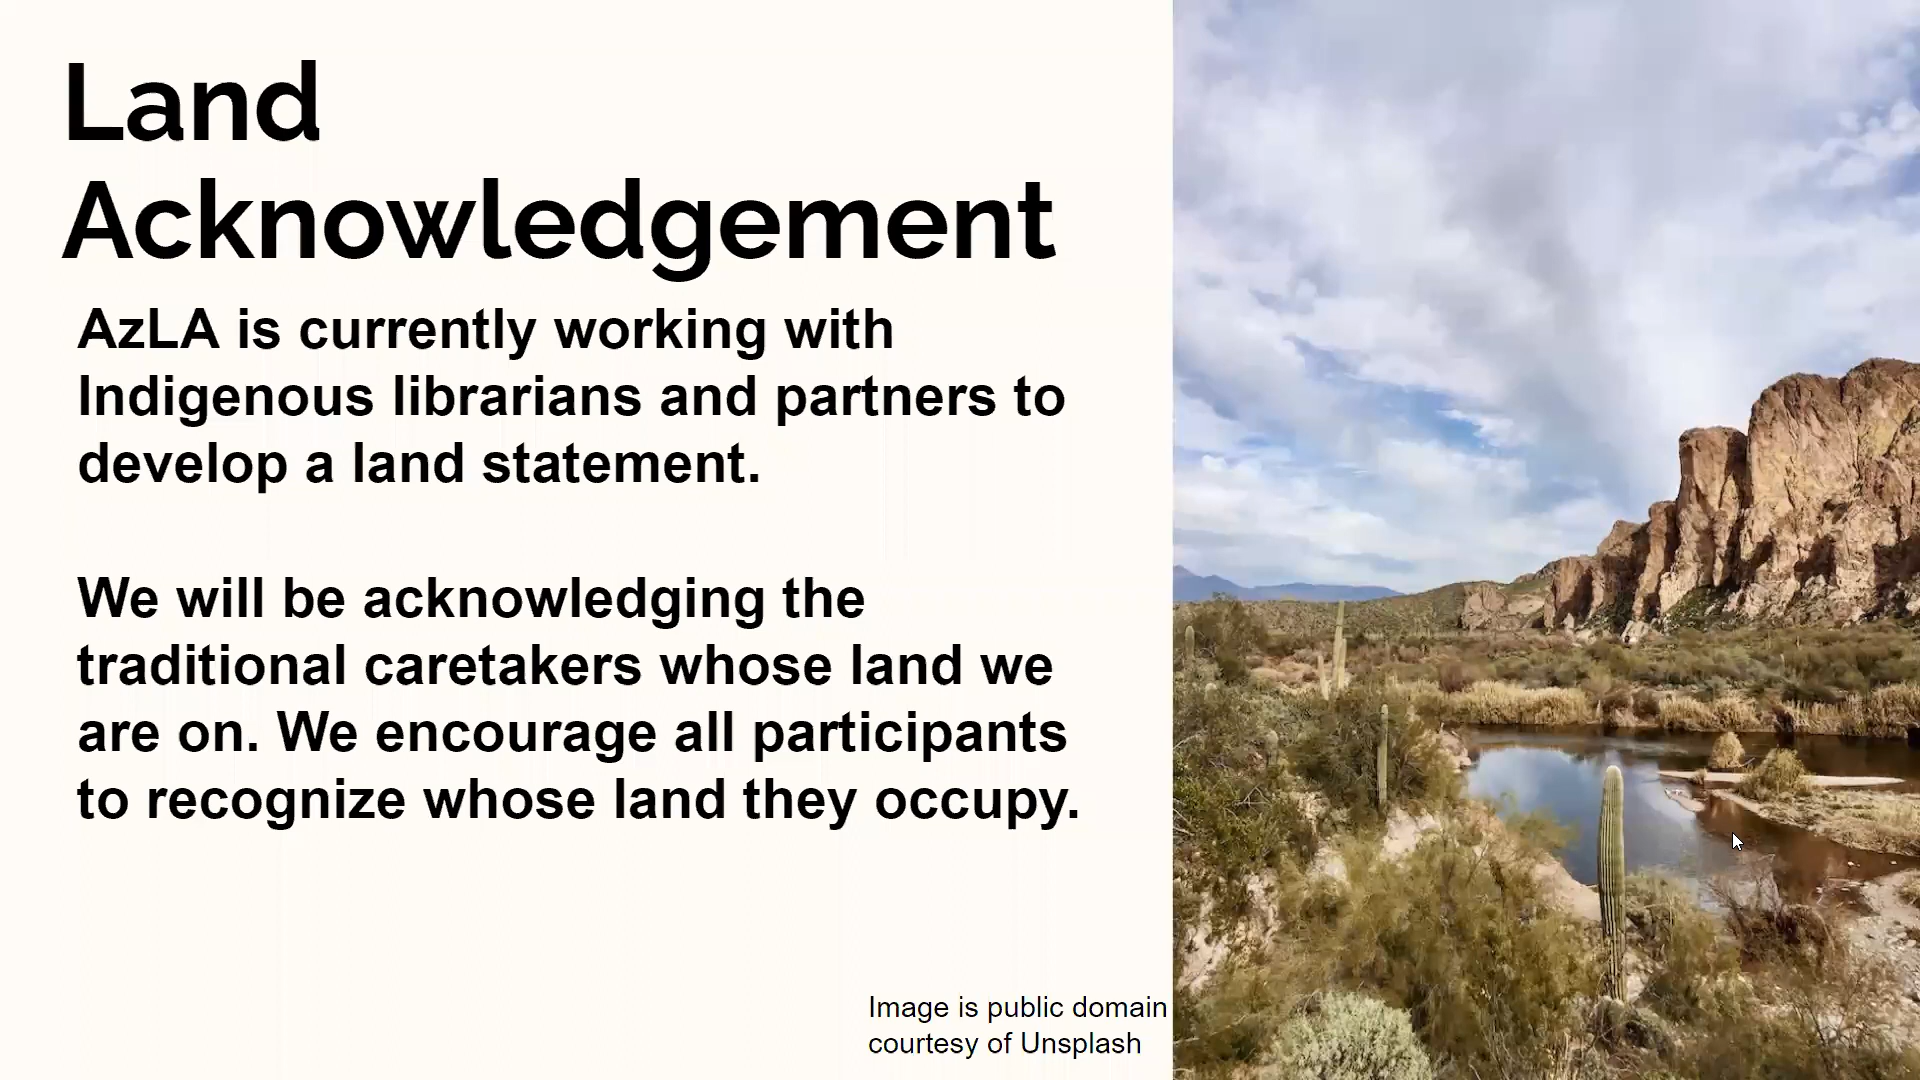 Land
Acknowledgement
AzLA is currently working with
Indigenous librarians and partners to
develop a land statement.
We will be acknowledging the
traditional caretakers whose land we
are on. We encourage all participants
to recognize whose land they occupy.
Image is public domain
courtesy of Unsplash